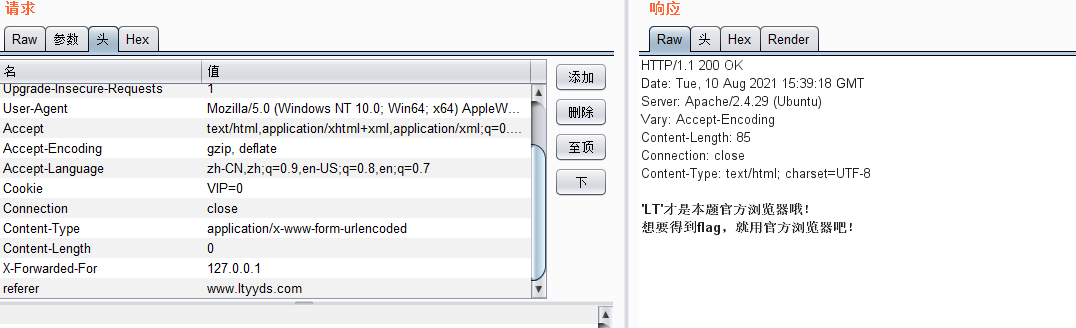 请求
Raw 参数 头 Hex
名 值
Upgrade-Insecure-Requests 1
User-Agent Mozilla/5.0 (Windows NT 10.0; Win64; x64) AppleW...
Accept text/html,application/xhtml+xml,application/xml;q=0....
Accept-Encoding gzip, deflate
Accept-Language zh-CN,zh;q=0.9,en-US;q=0.8,en;q=0.7
Cookie VIP=0
Connection close
Content-Type application/x-www-form-urlencoded
Content-Length 0
X-Forwarded-For 127.0.0.1
referer www.ltyyds.com
添加
删除
至顶
下
响应
Raw 头 Hex Render
HTTP/1.1 200 OK
Date: Tue, 10 Aug 2021 15:39:18 GMT
Server: Apache/2.4.29 (Ubuntu)
Vary: Accept-Encoding
Content-Length: 85
Connection: close
Content-Type: text/html; charset=UTF-8
'LT'才是本题官方浏览器哦！
想要得到flag，就用官方浏览器吧！